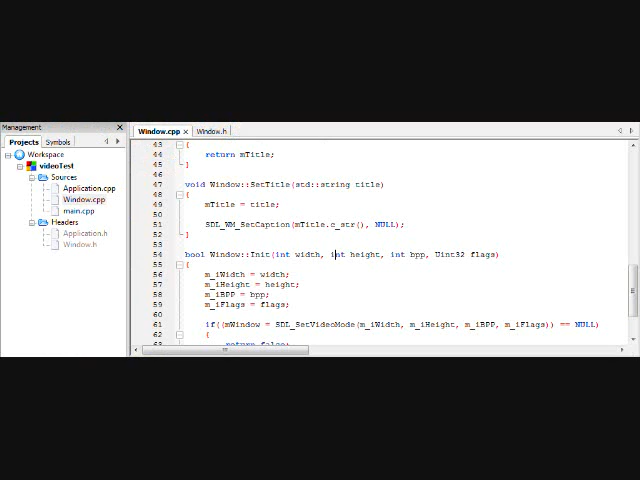 Management
Projects Symbols
Workspace
videoTest
Sources
Application.cpp
Window.cpp
main.cpp
Headers
Application.h
Window.h
Window.cpp Window.h
43 {
44 return mTitle;
45 }
46
47 void Window::SetTitle(std::string title)
48 {
49 mTitle = title;
50
51 SDL_WM_SetCaption(mTitle.c_str(), NULL);
52 }
53
54 bool Window::Init(int width, int height, int bpp, Uint32 flags)
55 {
56 m_iWidth = width;
57 m_iHeight = height;
58 m_iBPP = bpp;
59 m_iFlags = flags;
60
61 if((mWindow = SDL_SetVideoMode(m_iWidth, m_iHeight, m_iBPP, m_iFlags)) == NULL)
62 {
63 return false;